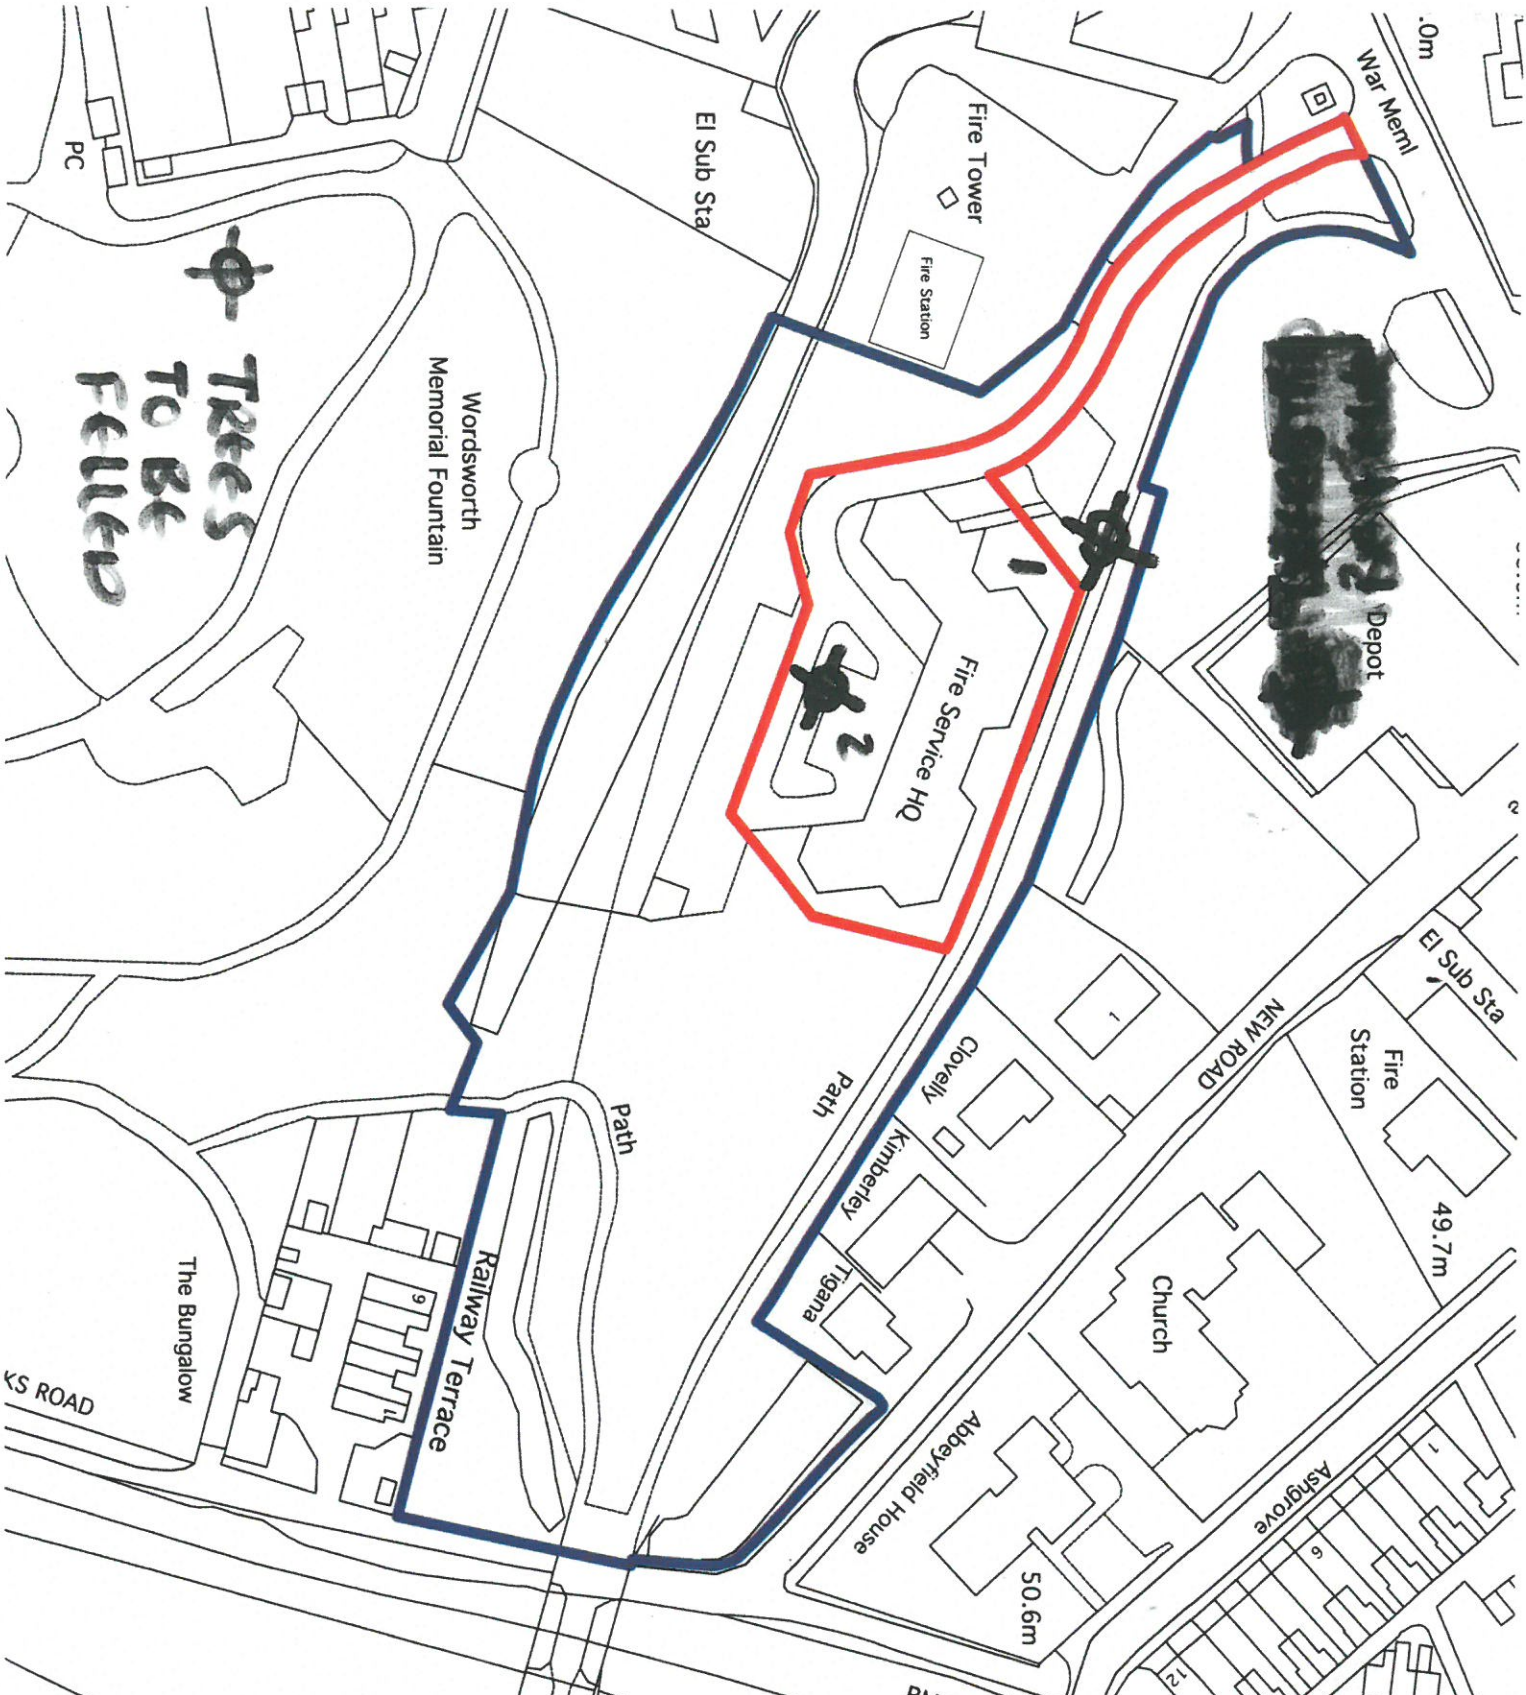 .0m
War Meml
PC
El Sub Sta
Fire Tower
Fire Station
TREES
TO BE
FELLED
Wordsworth
Memorial Fountain
1
2
Fire Service HQ
Depot
El Sub Sta
NEW ROAD
Fire
Station
1
Clovelly
Kimberley
Tigana
Path
Path
49.7m
Church
The Bungalow
9
1
Railway Terrace
KS ROAD
Abbeyfield House
Ashgrove
1
6
12
50.6m